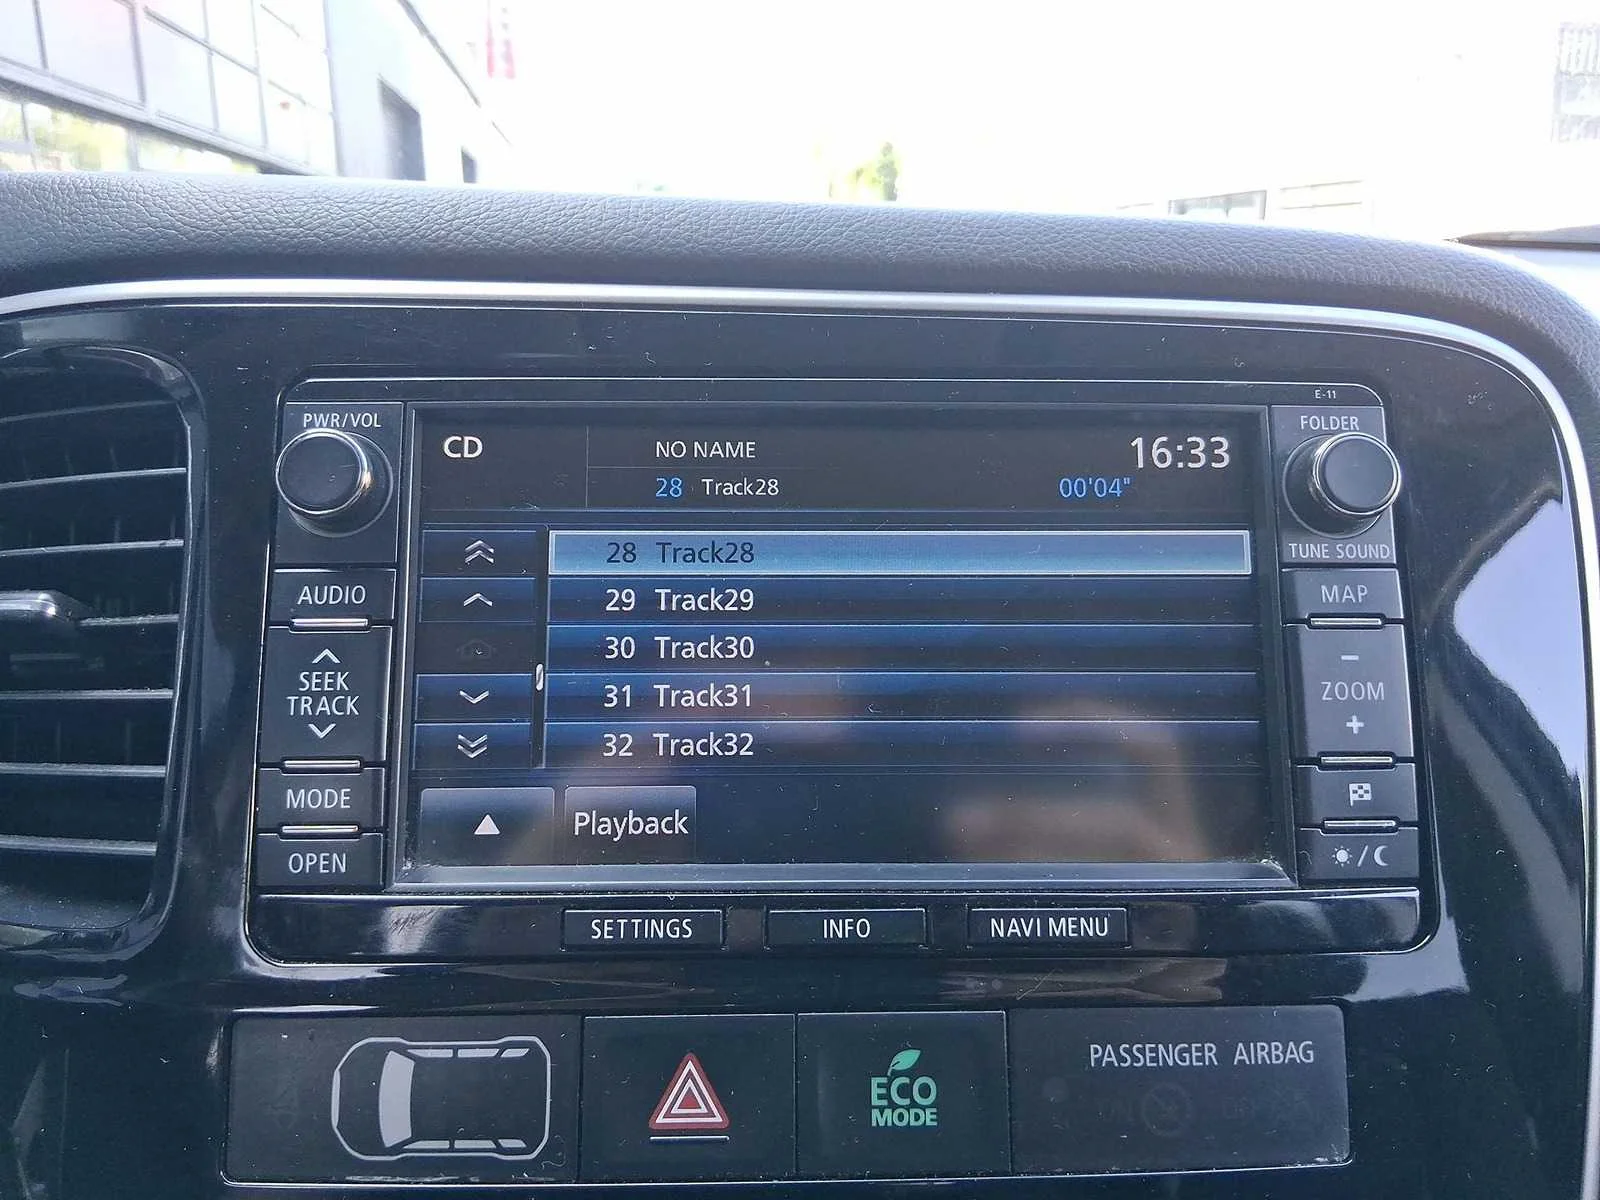 E-11
PWR/VOL
FOLDER
CD
NO NAME
16:33
28 Track28
00'04"
TUNE SOUND
28 Track28
29 Track29
30 Track30
31 Track31
32 Track32
Playback
AUDIO
SEEK
TRACK
MODE
OPEN
MAP
ZOOM
SETTINGS
INFO
NAVI MENU
ECO
MODE
PASSENGER AIRBAG